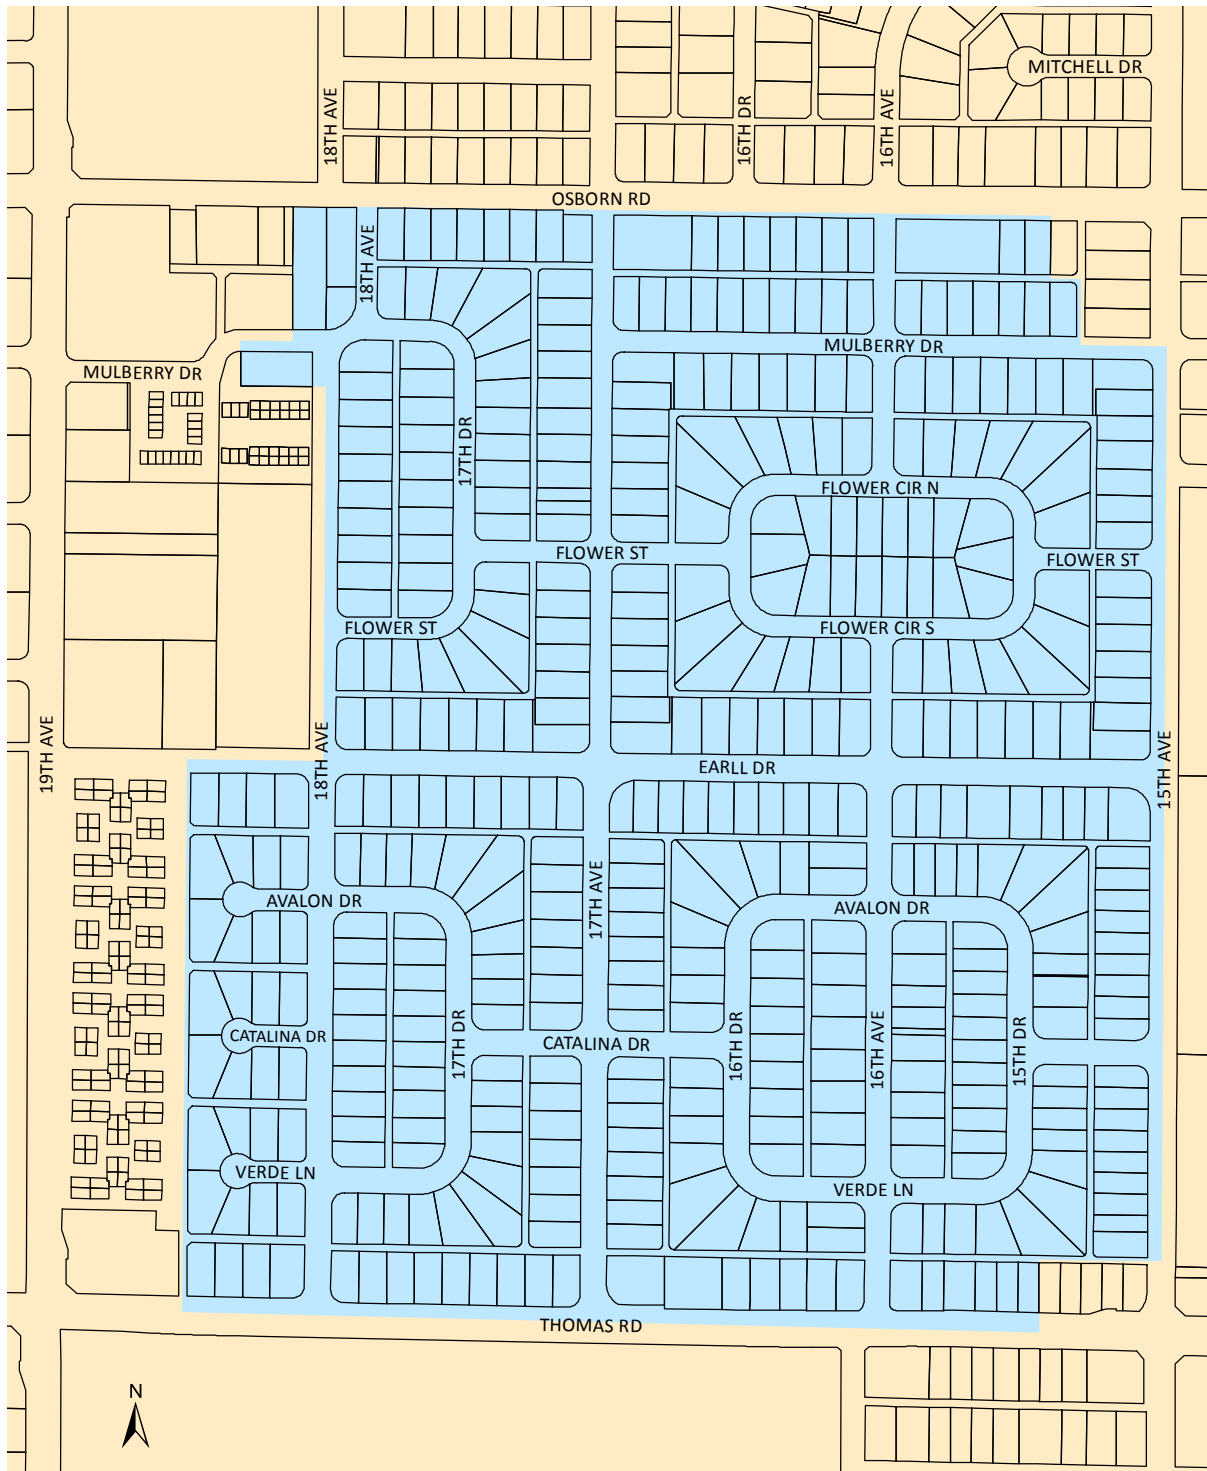 MITCHELL DR
18TH AVE
16TH DR
16TH AVE
OSBORN RD
18TH AVE
MULBERRY DR
MULBERRY DR
17TH DR
FLOWER CIR N
FLOWER ST
FLOWER ST
FLOWER ST
FLOWER CIR S
19TH AVE
18TH AVE
EARLL DR
15TH AVE
17TH AVE
AVALON DR
AVALON DR
CATALINA DR
17TH DR
CATALINA DR
16TH DR
16TH AVE
15TH DR
VERDE LN
VERDE LN
THOMAS RD
N